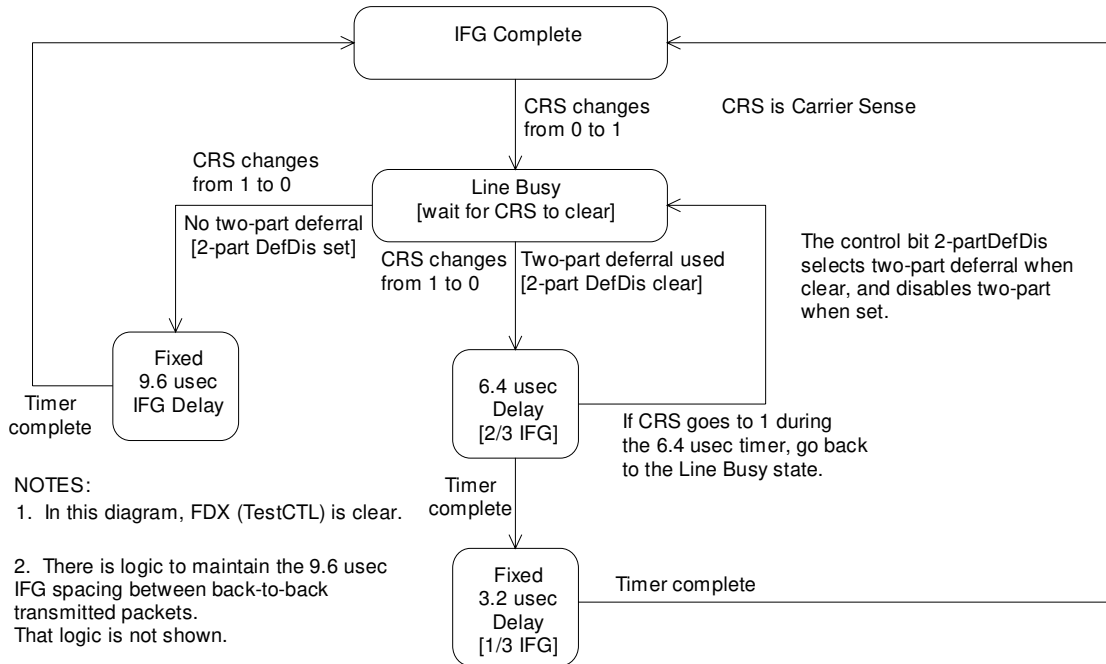 IFG Complete
CRS changes
from 0 to 1
CRS is Carrier Sense
CRS changes
from 1 to 0
Line Busy
[wait for CRS to clear]
No two-part deferral
[2-part DefDis set]
CRS changes
from 1 to 0
Two-part deferral used
[2-part DefDis clear]
The control bit 2-partDefDis
selects two-part deferral when
clear, and disables two-part
when set.
Fixed
9.6 usec
IFG Delay
Timer
complete
6.4 usec
Delay
[2/3 IFG]
If CRS goes to 1 during
the 6.4 usec timer, go back
to the Line Busy state.
Timer
complete
NOTES:
1. In this diagram, FDX (TestCTL) is clear.
2. There is logic to maintain the 9.6 usec
IFG spacing between back-to-back
transmitted packets.
That logic is not shown.
Fixed
3.2 usec
Delay
[1/3 IFG]
Timer complete